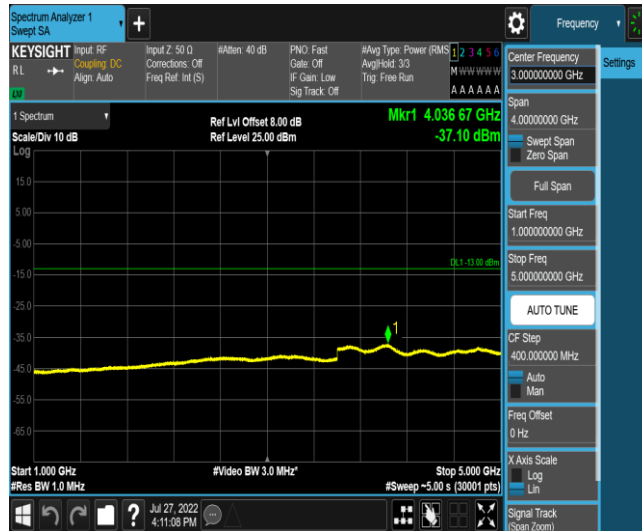 Spectrum Analyzer 1
Swept SA
+
Frequency
KEYSIGHT
RL
LXI
Input: RF
Coupling: DC
Align: Auto
Input Z: 50 Ω
Corrections: Off
Freq Ref: Int (S)
#Atten: 40 dB
PNO: Fast
Gate: Off
IF Gain: Low
Sig Track: Off
#Avg Type: Power (RMS
Avg|Hold: 3/3
Trig: Free Run
1 2 3 4 5 6
M W W W W W
A A A A A A
1 Spectrum
Scale/Div 10 dB
Ref Lvl Offset 8.00 dB
Ref Level 25.00 dBm
Mkr1 4.036 67 GHz
-37.10 dBm
Log
15.0
5.00
-5.00
-15.0
-25.0
-35.0
-45.0
-55.0
-65.0
DL1 -13.00 dBm
1
Start 1.000 GHz
#Res BW 1.0 MHz
#Video BW 3.0 MHz*
Stop 5.000 GHz
#Sweep ~5.00 s (30001 pts)
?
Jul 27, 2022
4:11:08 PM
Center Frequency
3.000000000 GHz
Settings
Span
4.00000000 GHz
Swept Span
Zero Span
Full Span
Start Freq
1.000000000 GHz
Stop Freq
5.000000000 GHz
AUTO TUNE
CF Step
400.000000 MHz
Auto
Man
Freq Offset
0 Hz
X Axis Scale
Log
Lin
Signal Track
(Span Zoom)